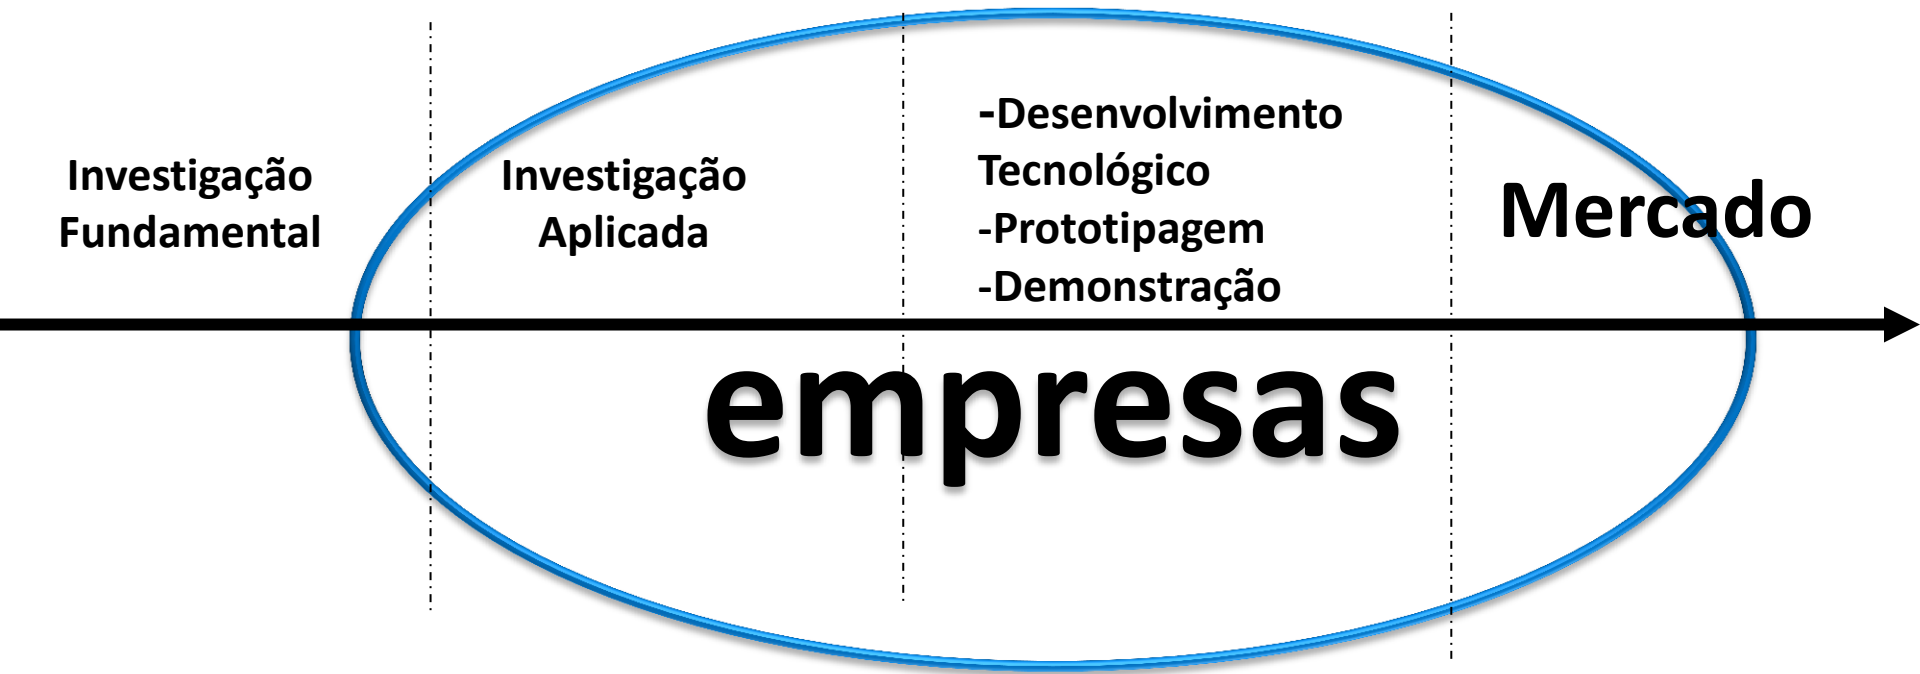 Investigação
Fundamental
Investigação
Aplicada
-Desenvolvimento
Tecnológico
-Prototipagem
-Demonstração
Mercado
empresas